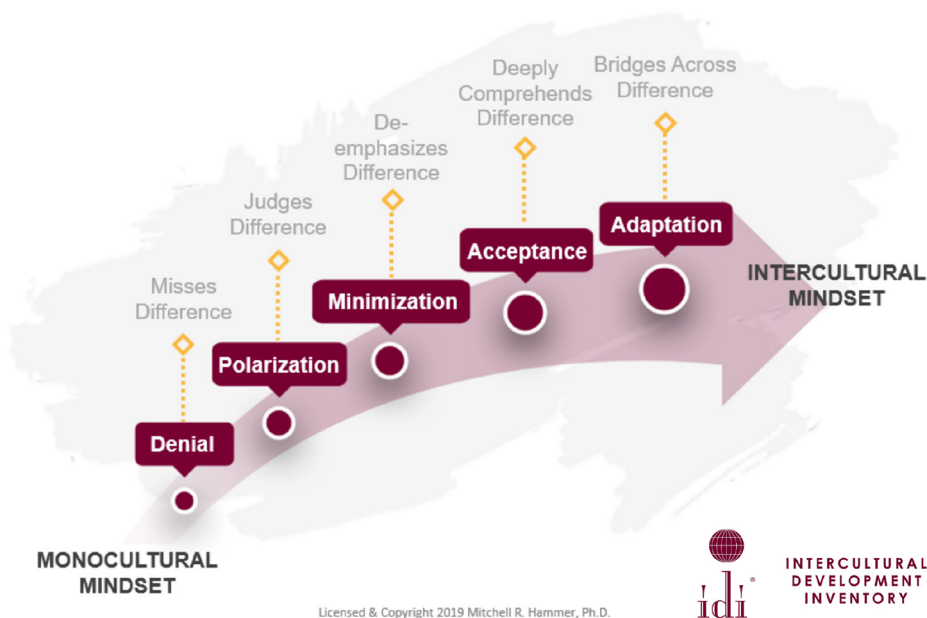 Bridges Across
Difference
Deeply
Comprehends
Difference
De-
emphasizes
Difference
Judges
Difference
Misses
Difference
Adaptation
Acceptance
Minimization
Polarization
Denial
INTERCULTURAL
MINDSET
MONOCULTURAL
MINDSET
idi®
INTERCULTURAL
DEVELOPMENT
INVENTORY
Licensed & Copyright 2019 Mitchell R. Hammer, Ph.D.